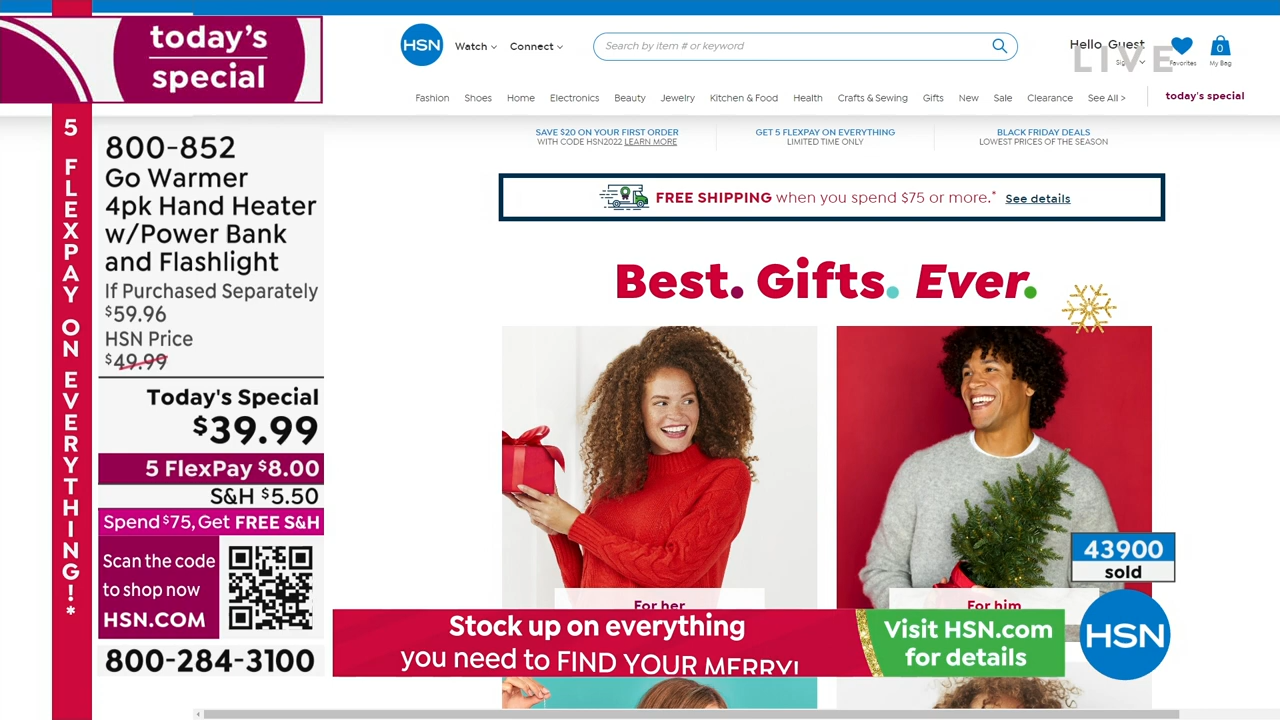 today's
special
5 FLEXPAY ON EVERYTHING!*
800-852
Go Warmer
4pk Hand Heater
w/Power Bank
and Flashlight
If Purchased Separately
$59.96
HSN Price
$49.99
Today's Special
$39.99
5 FlexPay $8.00
S&H $5.50
Spend $75, Get FREE S&H
Scan the code
to shop now
HSN.COM
800-284-3100
HSN
Watch
Connect
Search by item # or keyword
Hello, Guest
LIVE
Favorites
0
My Bag
Fashion Shoes Home Electronics Beauty Jewelry Kitchen & Food Health Crafts & Sewing Gifts New Sale Clearance See All > today's special
SAVE $20 ON YOUR FIRST ORDER
WITH CODE HSN2022 LEARN MORE
GET 5 FLEXPAY ON EVERYTHING
LIMITED TIME ONLY
BLACK FRIDAY DEALS
LOWEST PRICES OF THE SEASON
FREE SHIPPING when you spend $75 or more.* See details
Best. Gifts. Ever.
For her
For him
43900
sold
Stock up on everything
you need to FIND YOUR MERRY!
Visit HSN.com
for details
HSN